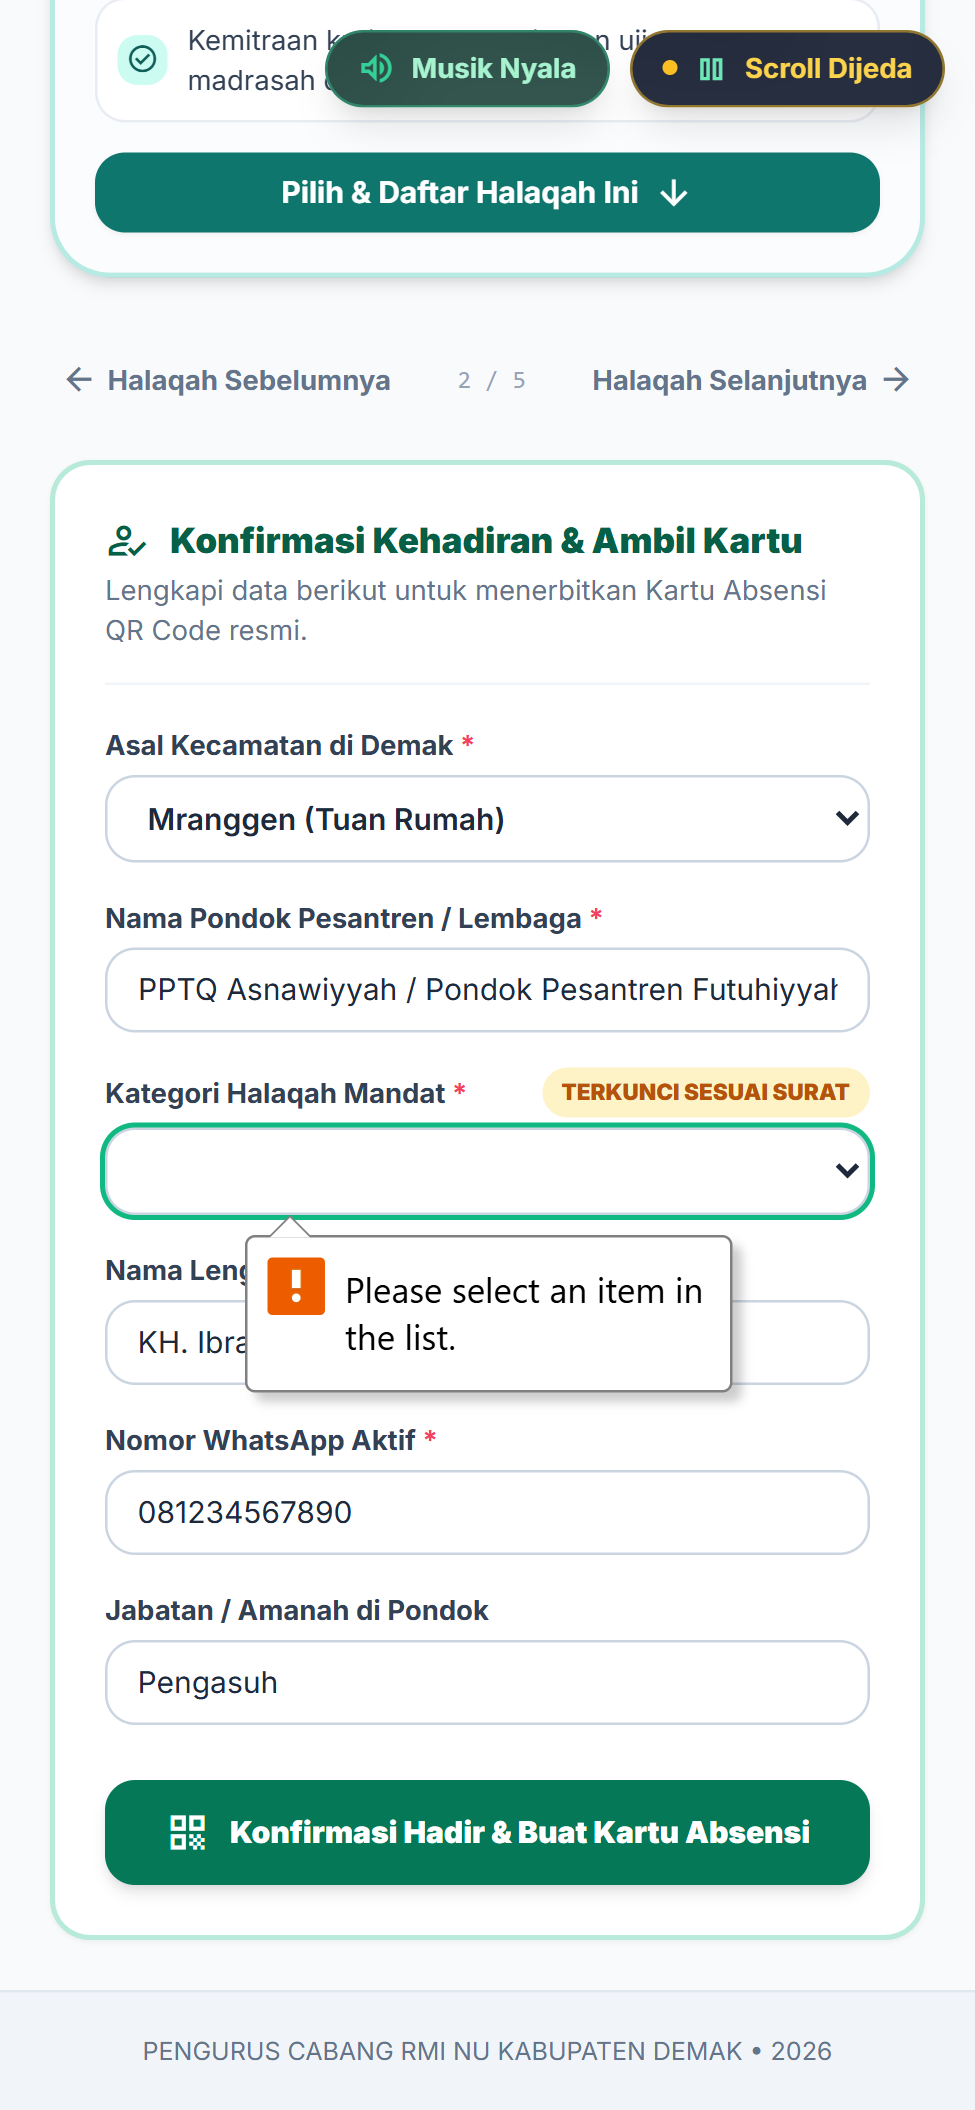 Kemitraan
uji
madrasah
Musik Nyala
Scroll Dijeda
Pilih & Daftar Halaqah Ini ↓
← Halaqah Sebelumnya
2 / 5
Halaqah Selanjutnya →
Konfirmasi Kehadiran & Ambil Kartu
Lengkapi data berikut untuk menerbitkan Kartu Absensi
QR Code resmi.
Asal Kecamatan di Demak *
Mranggen (Tuan Rumah)
Nama Pondok Pesantren / Lembaga *
PPTQ Asnawiyyah / Pondok Pesantren Futuhiyyah
Kategori Halaqah Mandat *
TERKUNCI SESUAI SURAT
Please select an item in
the list.
Nama
KH.
Nomor WhatsApp Aktif *
081234567890
Jabatan / Amanah di Pondok
Pengasuh
Konfirmasi Hadir & Buat Kartu Absensi
PENGURUS CABANG RMI NU KABUPATEN DEMAK • 2026